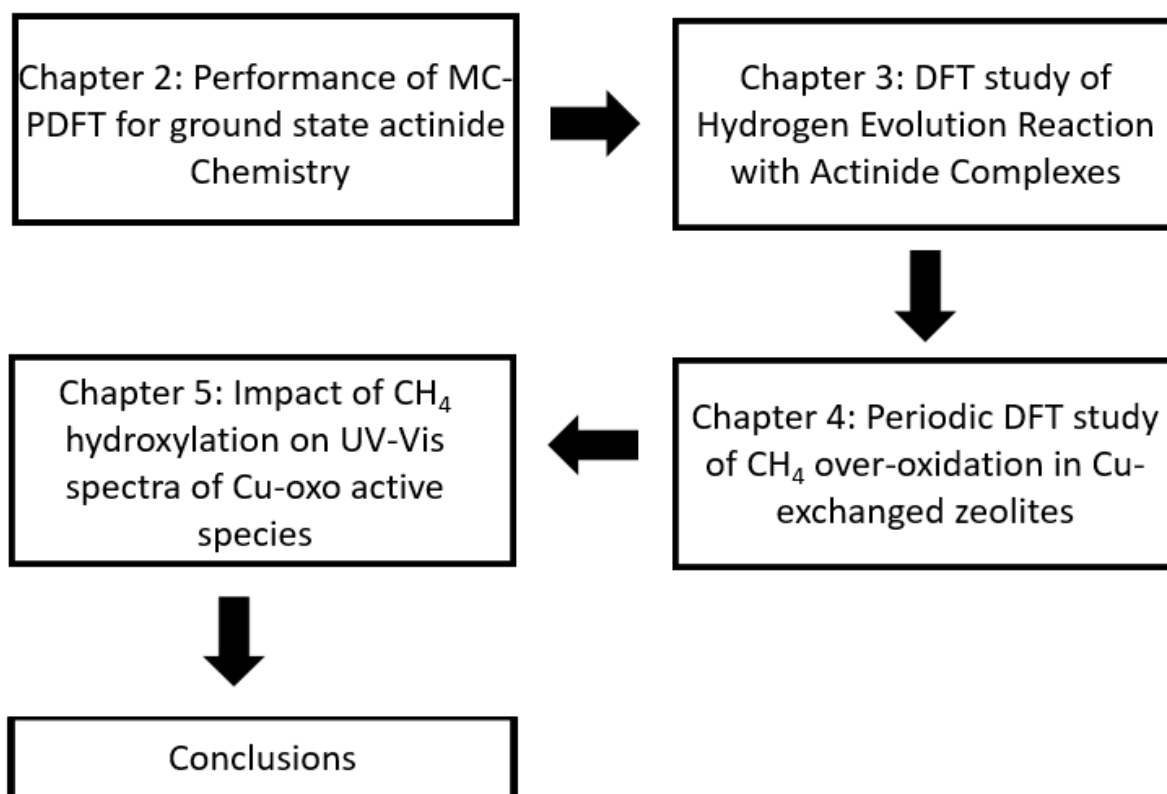 Chapter 2: Performance of MC-
PDFT for ground state actinide
Chemistry
Chapter 3: DFT study of
Hydrogen Evolution Reaction
with Actinide Complexes
Chapter 4: Periodic DFT study
of CH₄ over-oxidation in Cu-
exchanged zeolites
Chapter 5: Impact of CH₄
hydroxylation on UV-Vis
spectra of Cu-oxo active
species
Conclusions